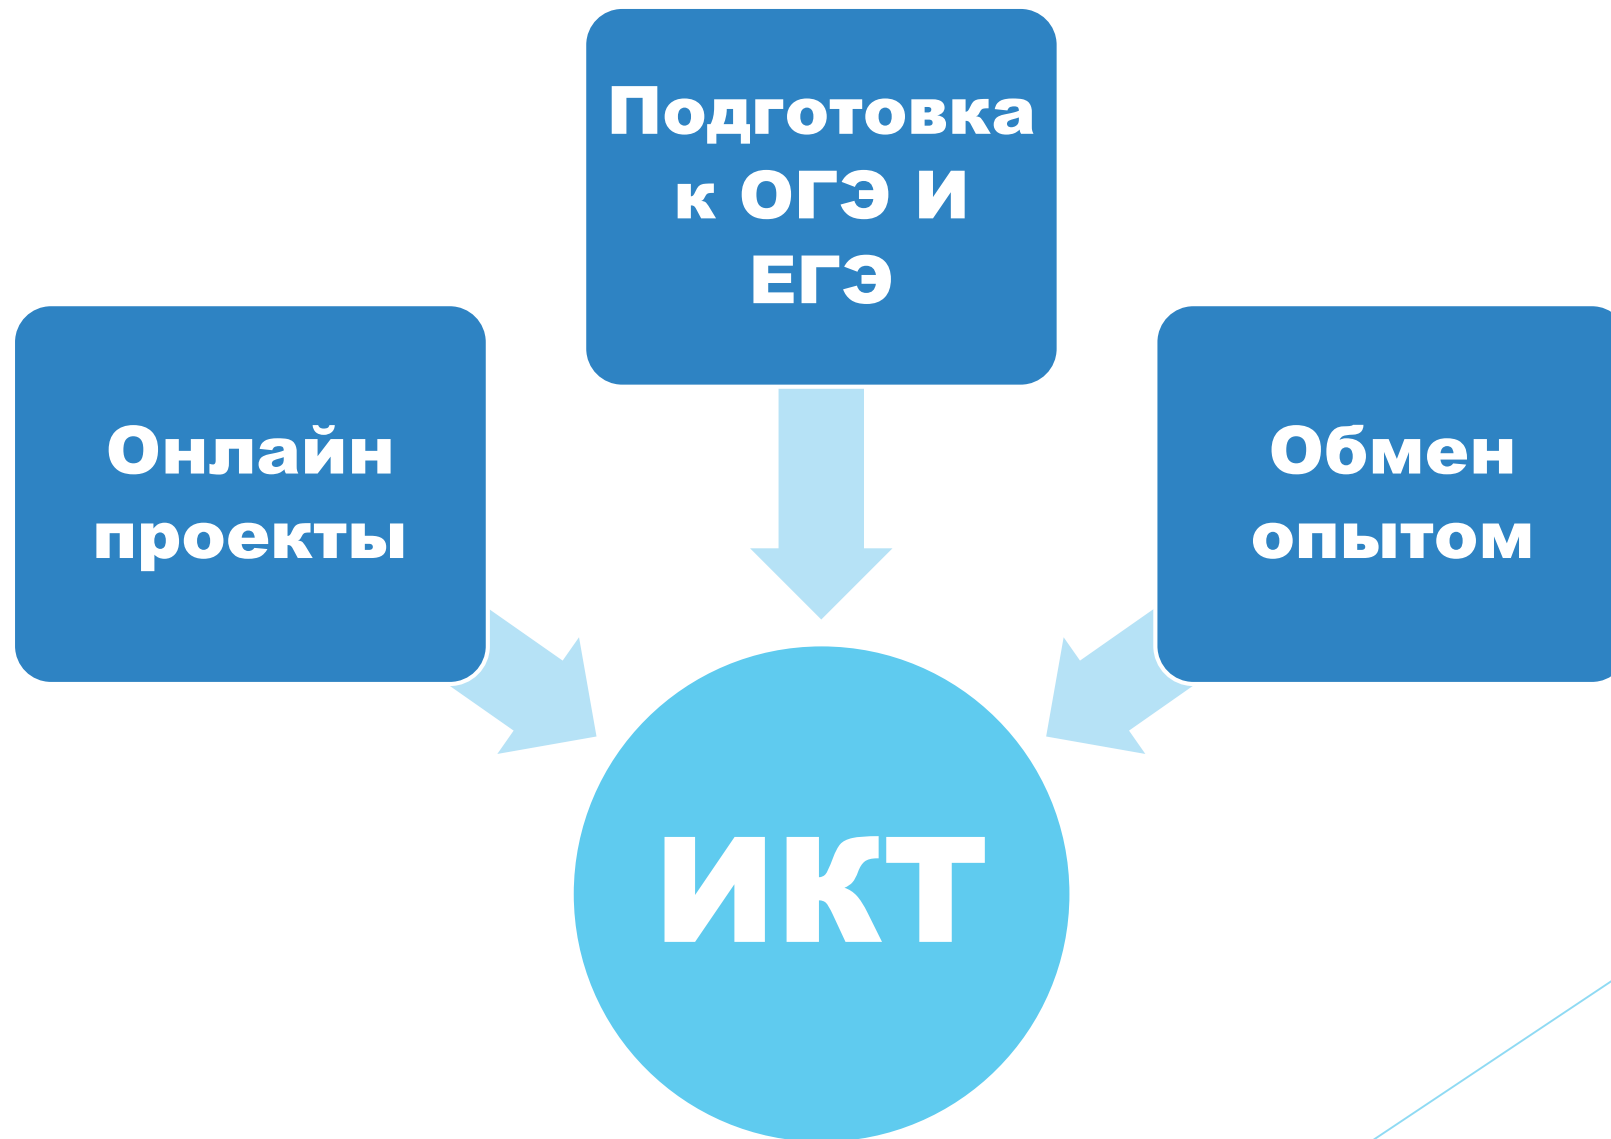 Подготовка
к ОГЭ И
ЕГЭ
Онлайн
проекты
Обмен
опытом
ИКТ